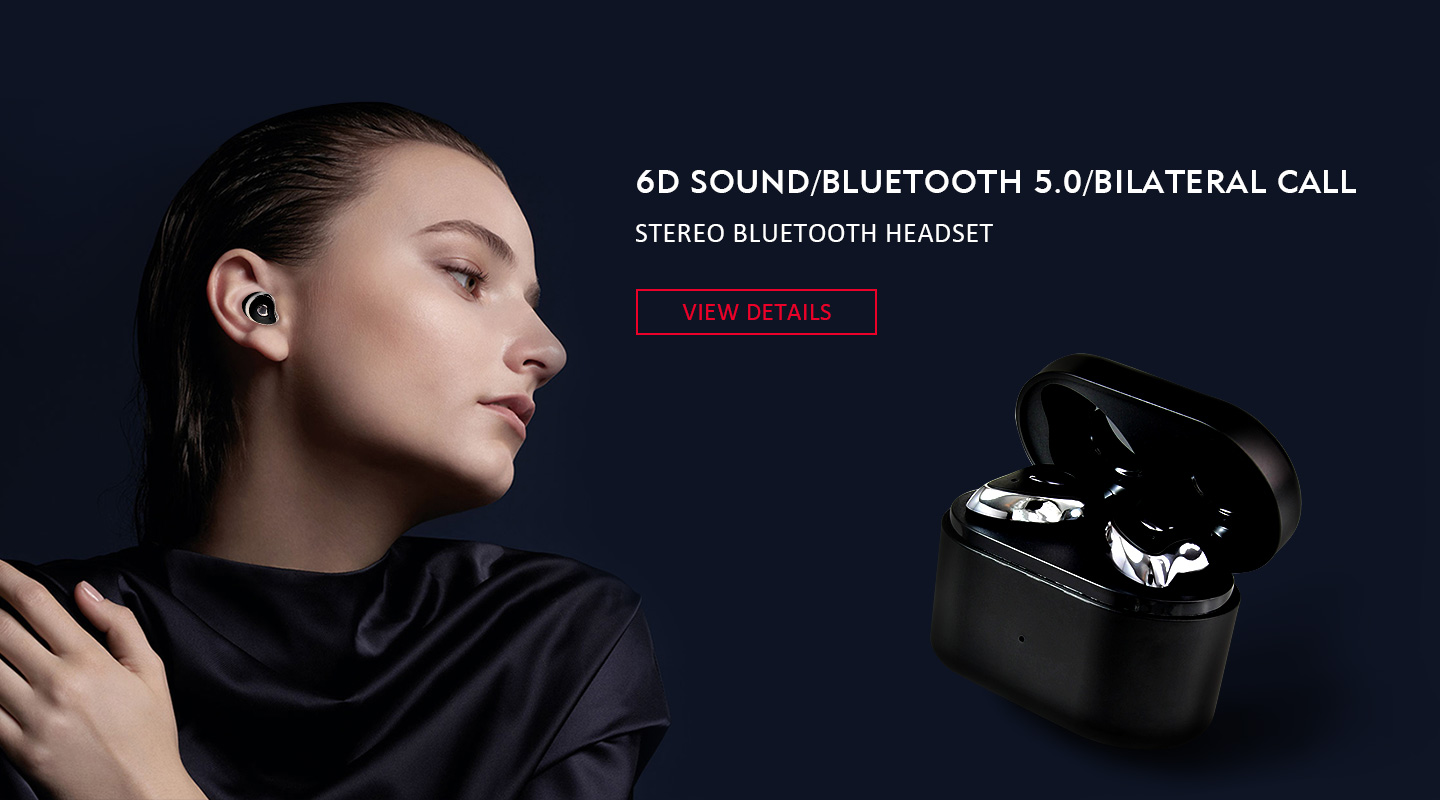 6D SOUND/BLUETOOTH 5.0/BILATERAL CALL
STEREO BLUETOOTH HEADSET
VIEW DETAILS